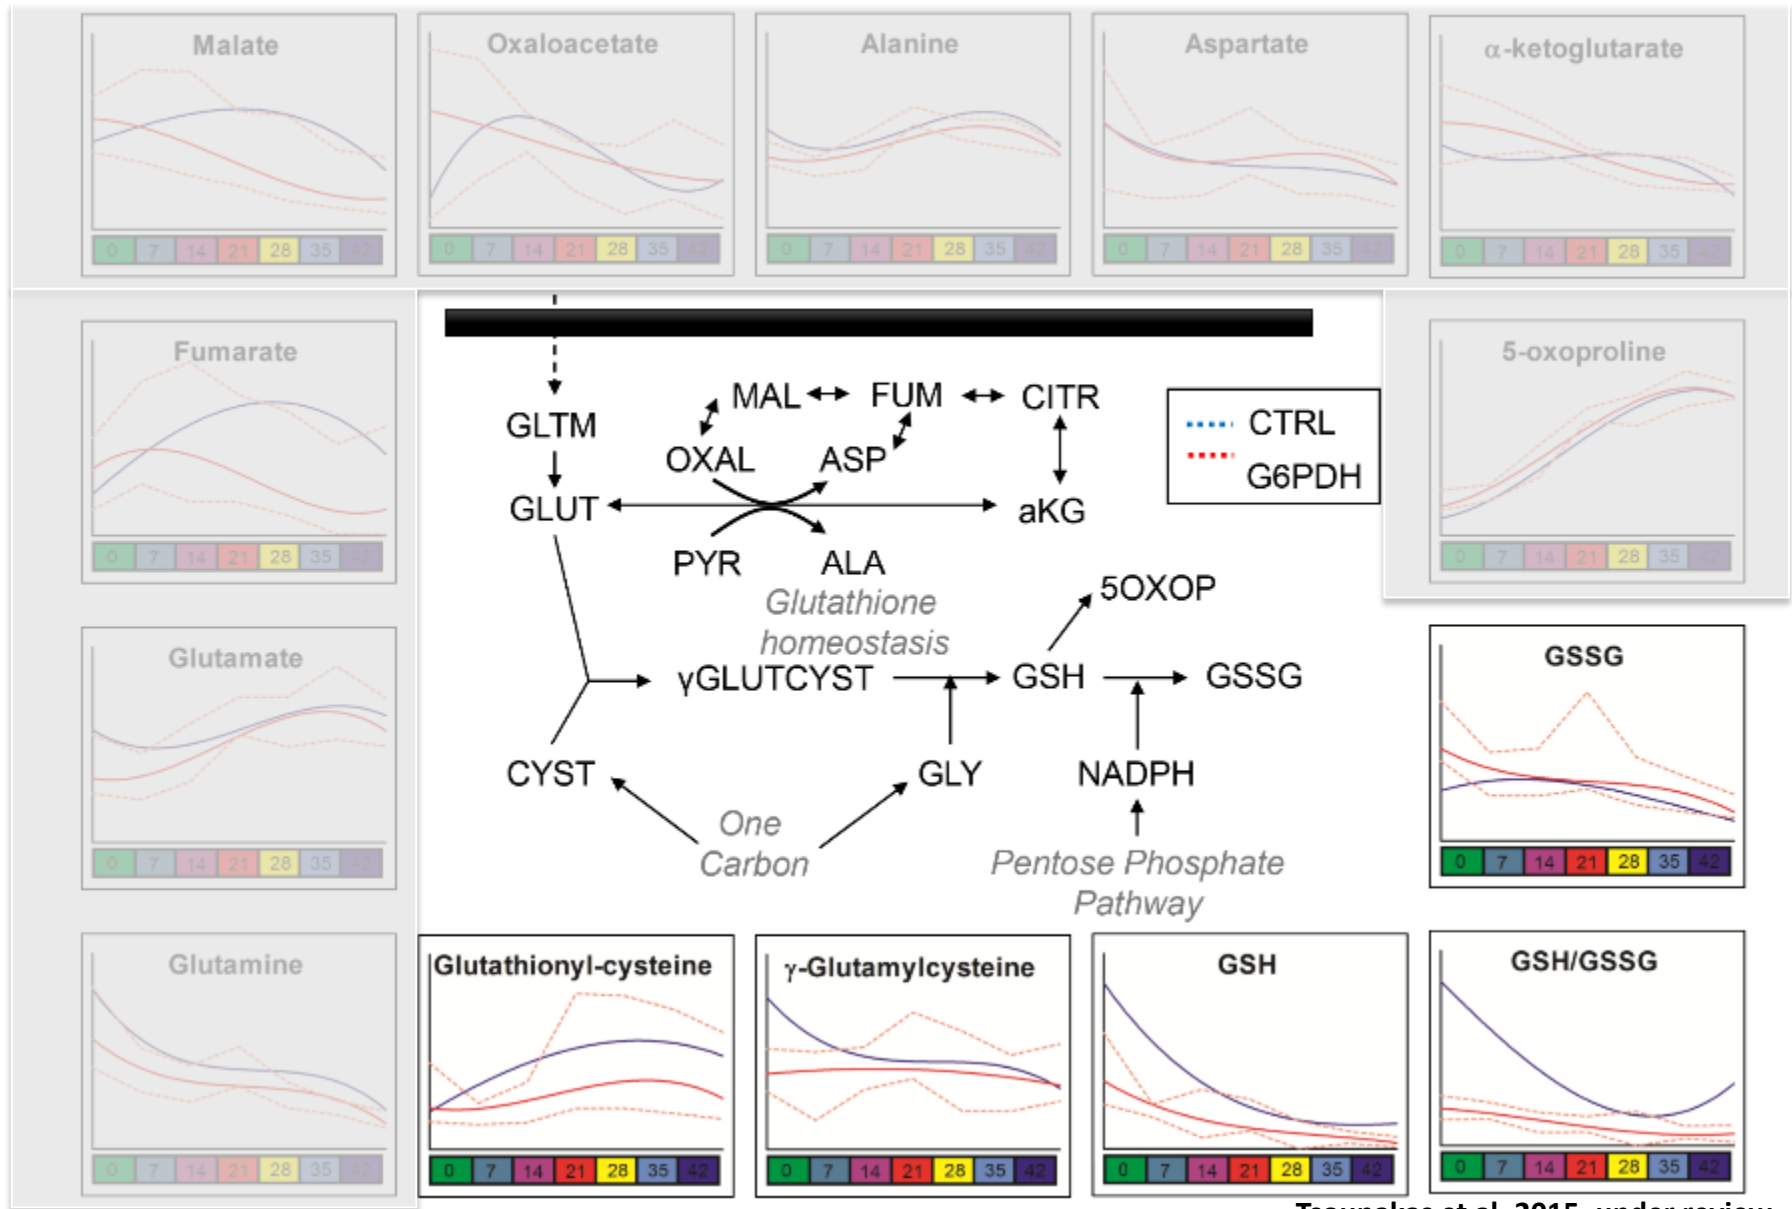 Malate
Oxaloacetate
Alanine
Aspartate
α-ketoglutarate
0 7 14 21 28 35 42
0 7 14 21 28 35 42
0 7 14 21 28 35 42
0 7 14 21 28 35 42
0 7 14 21 28 35 42
Fumarate
0 7 14 21 28 35 42
5-oxoproline
0 7 14 21 28 35 42
MAL FUM CITR
GLTM
OXAL ASP
GLUT aKG
PYR ALA
CTRL
G6PDH
Glutathione
homeostasis
5OXOP
γGLUTCYST GSH GSSG
CYST GLY NADPH
One
Carbon
Pentose Phosphate
Pathway
Glutamate
0 7 14 21 28 35 42
GSSG
0 7 14 21 28 35 42
Glutamine
0 7 14 21 28 35 42
Glutathionyl-cysteine
0 7 14 21 28 35 42
γ-Glutamylcysteine
0 7 14 21 28 35 42
GSH
0 7 14 21 28 35 42
GSH/GSSG
0 7 14 21 28 35 42
Tsounakas et al, 2015, under review